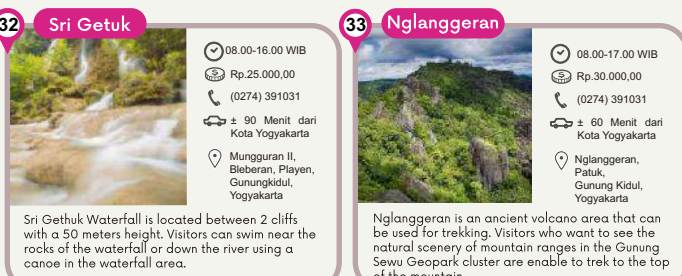 32
Sri Getuk
08.00-16.00 WIB
Rp.25.000,00
(0274) 391031
± 90 Menit dari
Kota Yogyakarta
Mungguran II,
Bleberan, Playen,
Gunungkidul,
Yogyakarta
Sri Gethuk Waterfall is located between 2 cliffs
with a 50 meters height. Visitors can swim near the
rocks of the waterfall or down the river using a
canoe in the waterfall area.
33
Nglanggeran
08.00-17.00 WIB
Rp.30.000,00
(0274) 391031
± 60 Menit dari
Kota Yogyakarta
Nglanggeran,
Patuk,
Gunung Kidul,
Yogyakarta
Nglanggeran is an ancient volcano area that can
be used for trekking. Visitors who want to see the
natural scenery of mountain ranges in the Gunung
Sewu Geopark cluster are enable to trek to the top
of the mountain